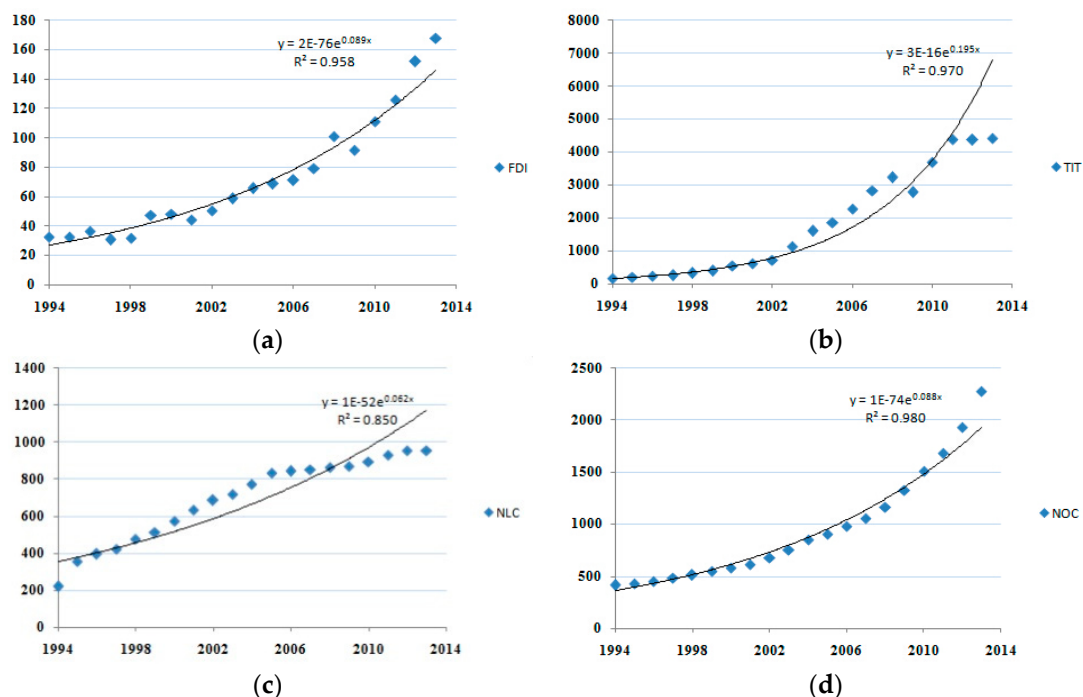 180
160
140
120
100
80
60
40
20
0
1994 1998 2002 2006 2010 2014
y = 2E-76e^0.089x
R² = 0.958
FDI
(a)
8000
7000
6000
5000
4000
3000
2000
1000
0
1994 1998 2002 2006 2010 2014
y = 3E-16e^0.195x
R² = 0.970
TIT
(b)
1400
1200
1000
800
600
400
200
0
1994 1998 2002 2006 2010 2014
y = 1E-52e^0.062x
R² = 0.850
NLC
(c)
2500
2000
1500
1000
500
0
1994 1998 2002 2006 2010 2014
y = 1E-74e^0.088x
R² = 0.980
NOC
(d)